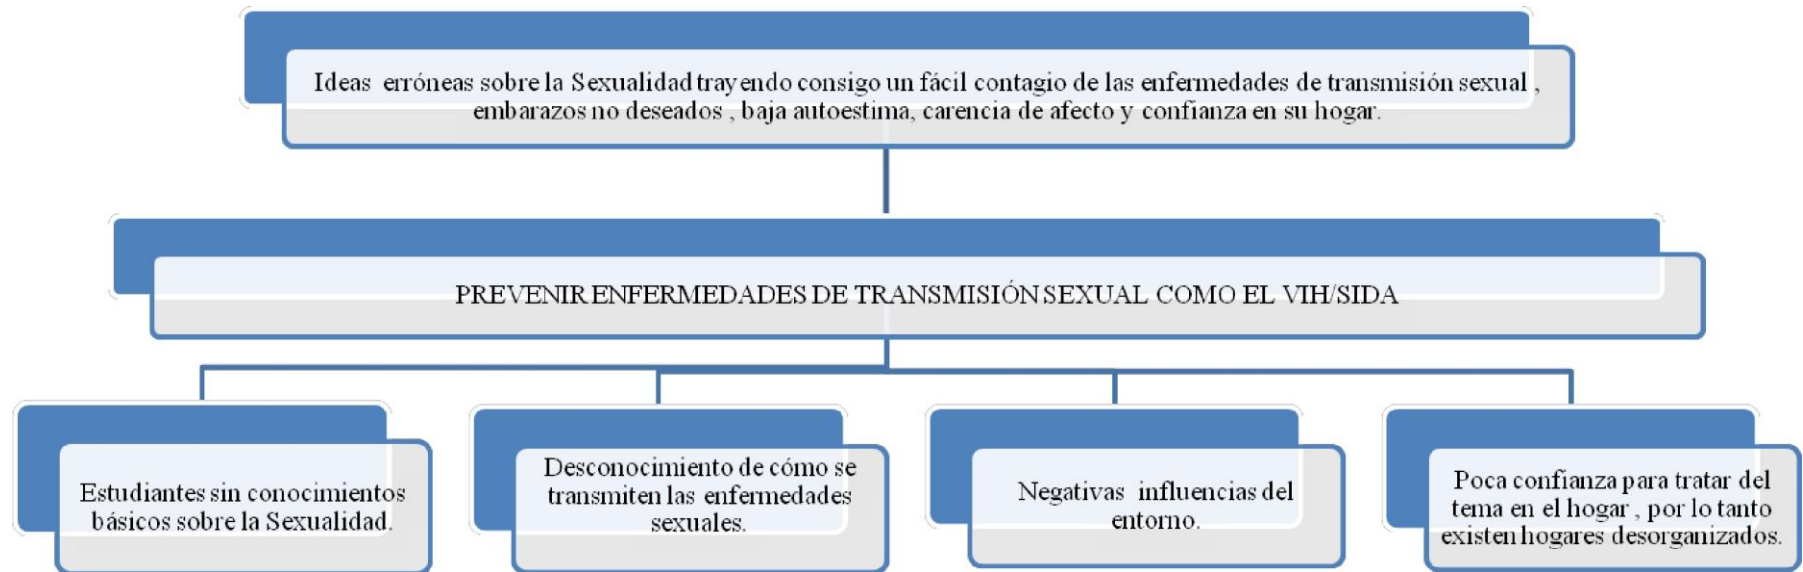 Ideas erróneas sobre la Sexualidad trayendo consigo un fácil contagio de las enfermedades de transmisión sexual ,
embarazos no deseados , baja autoestima, carencia de afecto y confianza en su hogar.
PREVENIR ENFERMEDADES DE TRANSMISIÓN SEXUAL COMO EL VIH/SIDA
Estudiantes sin conocimientos
básicos sobre la Sexualidad.
Desconocimiento de cómo se
transmiten las enfermedades
sexuales.
Negativas influencias del
entorno.
Poca confianza para tratar del
tema en el hogar , por lo tanto
existen hogares desorganizados.